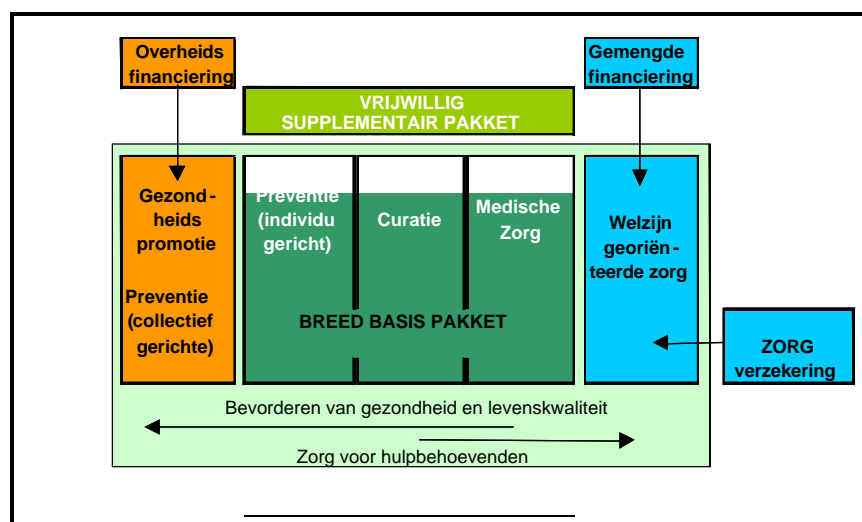 Overheids
financiering
Gemengde
financiering
VRIJWILLIG
SUPPLEMENTAIR PAKKET
Gezond -
heids
promotie
Preventie
(collectief
gerichte)
Preventie
(individu
gericht)
Curatie
Medische
Zorg
BREED BASIS PAKKET
Welzijn
georiën -
teerde zorg
ZORG
verzekering
Bevorderen van gezondheid en levenskwaliteit
Zorg voor hulpbehoevenden